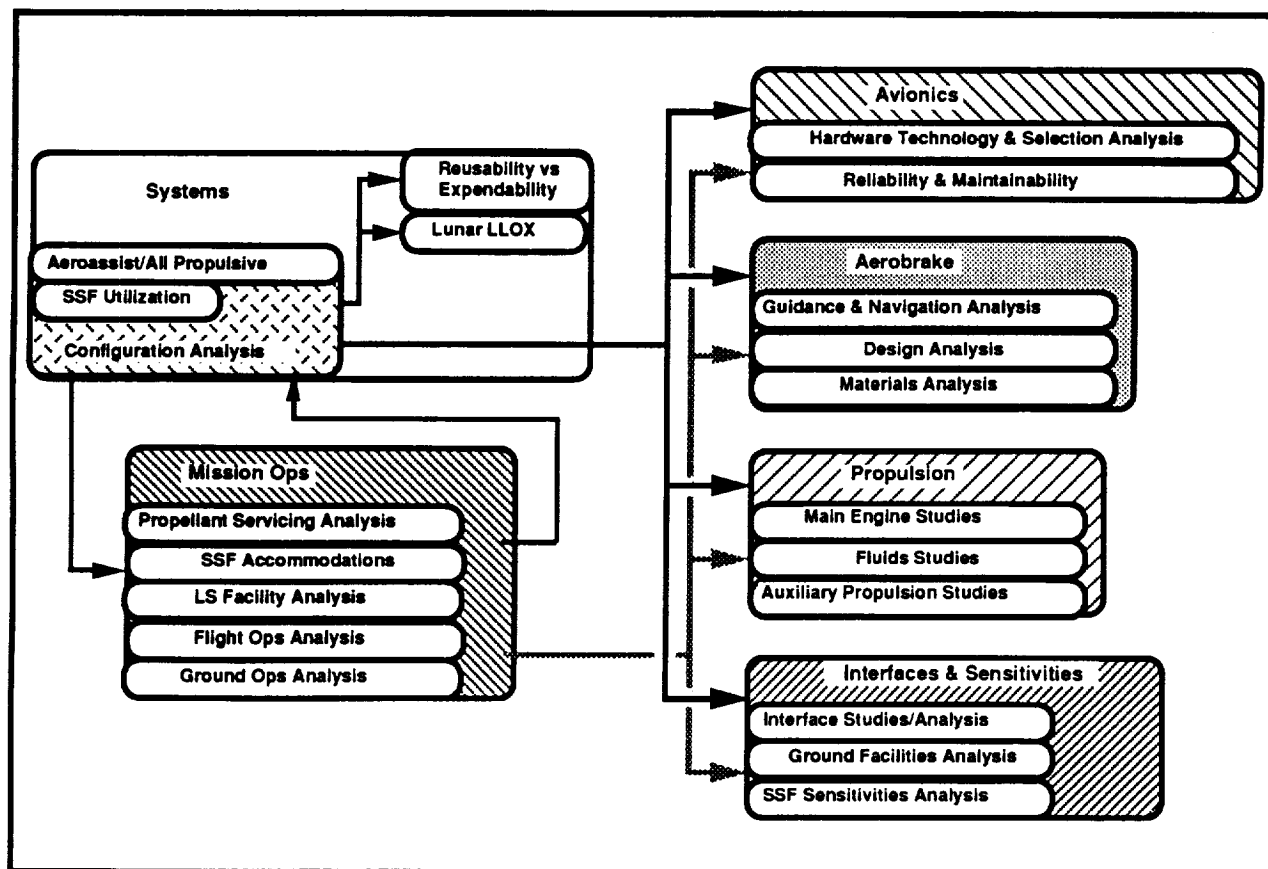 Systems
Reusability vs
Expendability
Lunar LLOX
Aeroassist/All Propulsive
SSF Utilization
Configuration Analysis
Mission Ops
Propellant Servicing Analysis
SSF Accommodations
LS Facility Analysis
Flight Ops Analysis
Ground Ops Analysis
Avionics
Hardware Technology & Selection Analysis
Reliability & Maintainability
Aerobrake
Guidance & Navigation Analysis
Design Analysis
Materials Analysis
Propulsion
Main Engine Studies
Fluids Studies
Auxiliary Propulsion Studies
Interfaces & Sensitivities
Interface Studies/Analysis
Ground Facilities Analysis
SSF Sensitivities Analysis